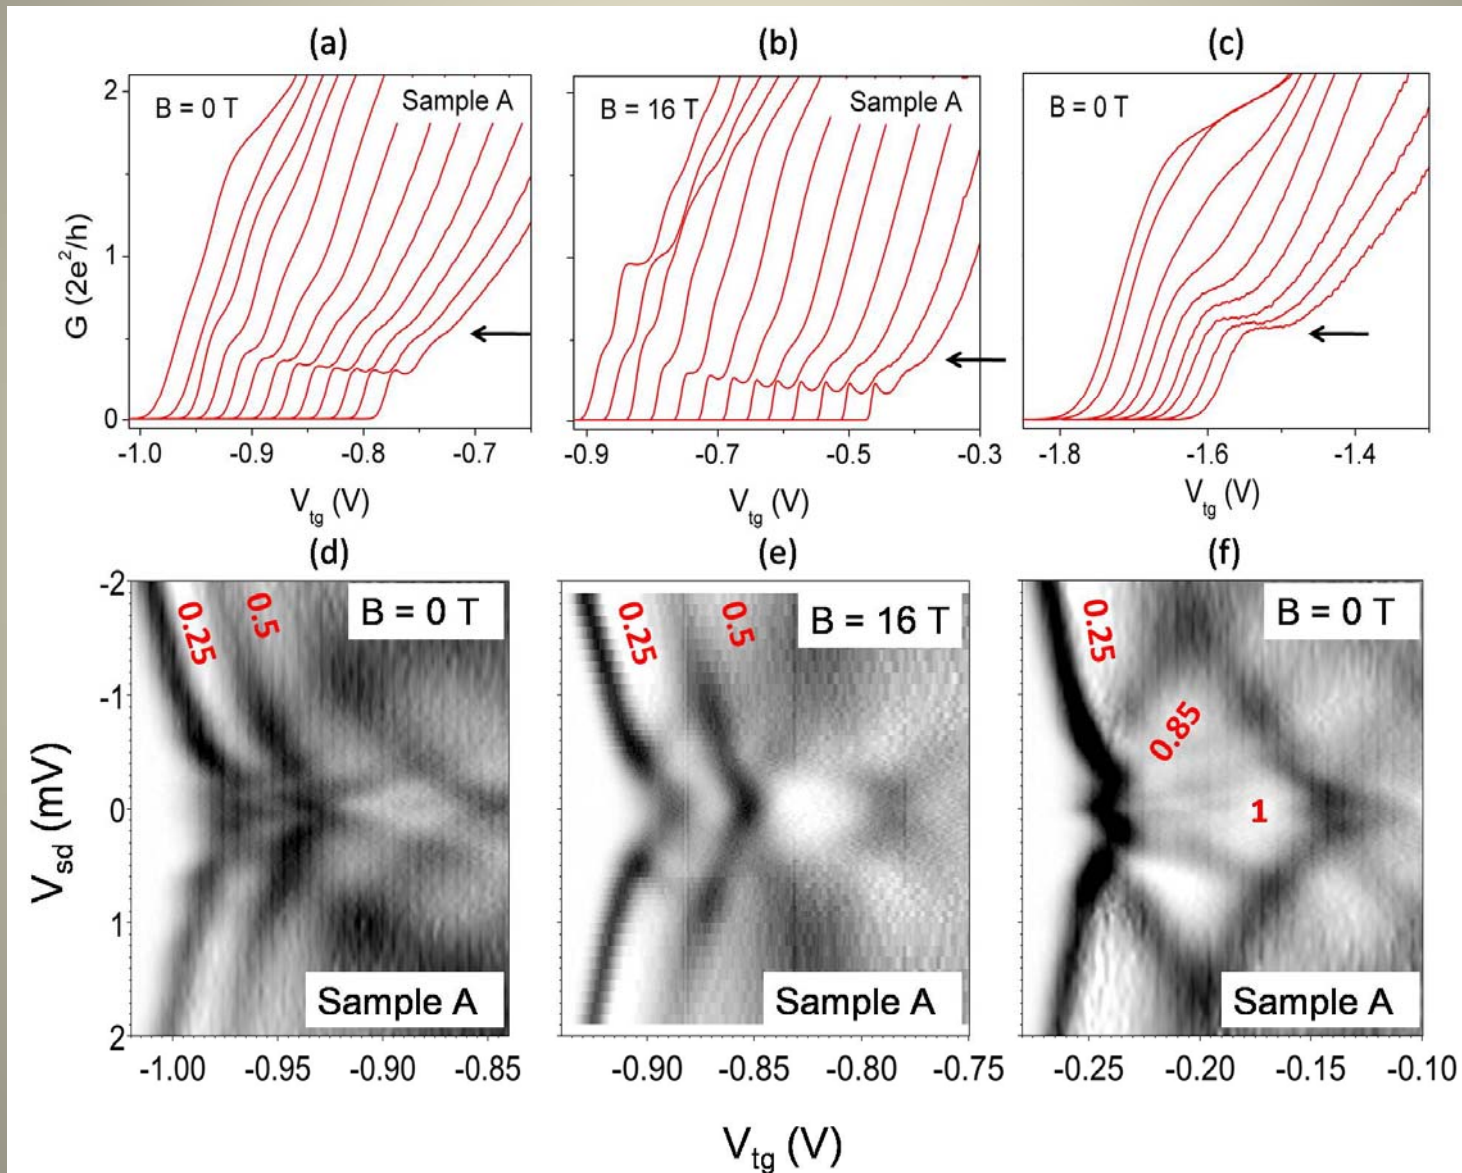 (a) (b) (c)
B = 0 T Sample A
B = 16 T Sample A
B = 0 T
G (2e²/h)
2
1
0
-1.0 -0.9 -0.8 -0.7
-0.9 -0.7 -0.5 -0.3
-1.8 -1.6 -1.4
V_tg (V) V_tg (V) V_tg (V)
(d) (e) (f)
V_sd (mV)
-2
-1
0
1
2
0.25 0.5 B = 0 T
Sample A
0.25 0.5 B = 16 T
Sample A
0.25 B = 0 T
0.85
1
Sample A
-1.00 -0.95 -0.90 -0.85
-0.90 -0.85 -0.80 -0.75
-0.25 -0.20 -0.15 -0.10
V_tg (V)